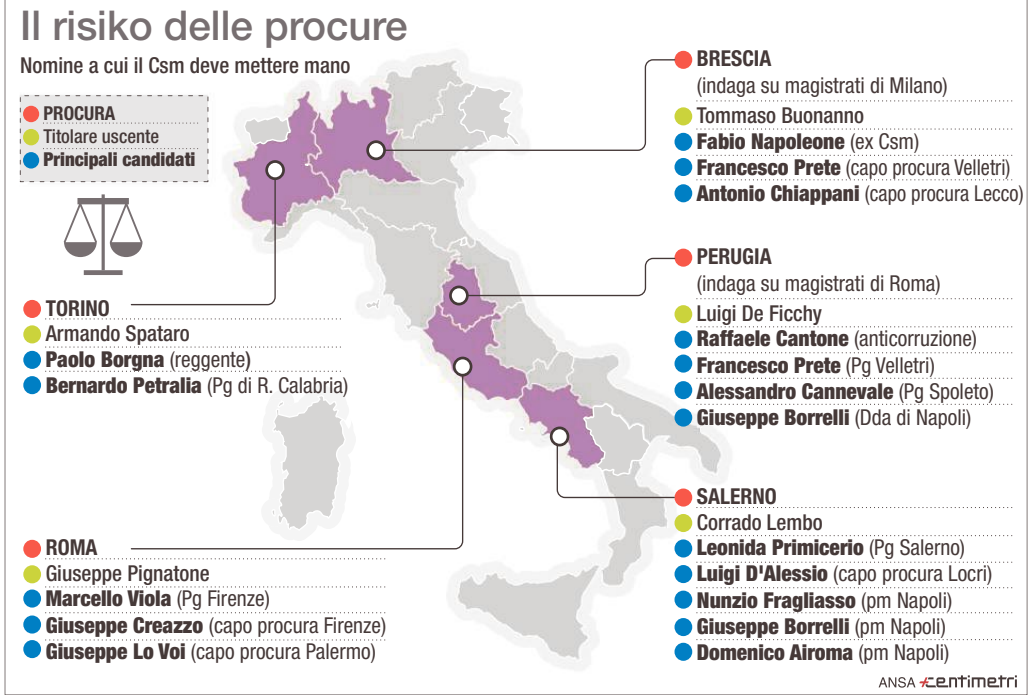 Il risiko delle procure
Nomine a cui il Csm deve mettere mano
PROCURA
Titolare uscente
Principali candidati
TORINO
Armando Spataro
Paolo Borgna (reggente)
Bernardo Petralia (Pg di R. Calabria)
ROMA
Giuseppe Pignatone
Marcello Viola (Pg Firenze)
Giuseppe Creazzo (capo procura Firenze)
Giuseppe Lo Voi (capo procura Palermo)
BRESCIA
(indaga su magistrati di Milano)
Tommaso Buonanno
Fabio Napoleone (ex Csm)
Francesco Prete (capo procura Velletri)
Antonio Chiappani (capo procura Lecco)
PERUGIA
(indaga su magistrati di Roma)
Luigi De Ficchy
Raffaele Cantone (anticorruzione)
Francesco Prete (Pg Velletri)
Alessandro Cannevale (Pg Spoleto)
Giuseppe Borrelli (Dda di Napoli)
SALERNO
Corrado Lembo
Leonida Primicerio (Pg Salerno)
Luigi D'Alessio (capo procura Locri)
Nunzio Fragliasso (pm Napoli)
Giuseppe Borrelli (pm Napoli)
Domenico Airoma (pm Napoli)
ANSA centimetri